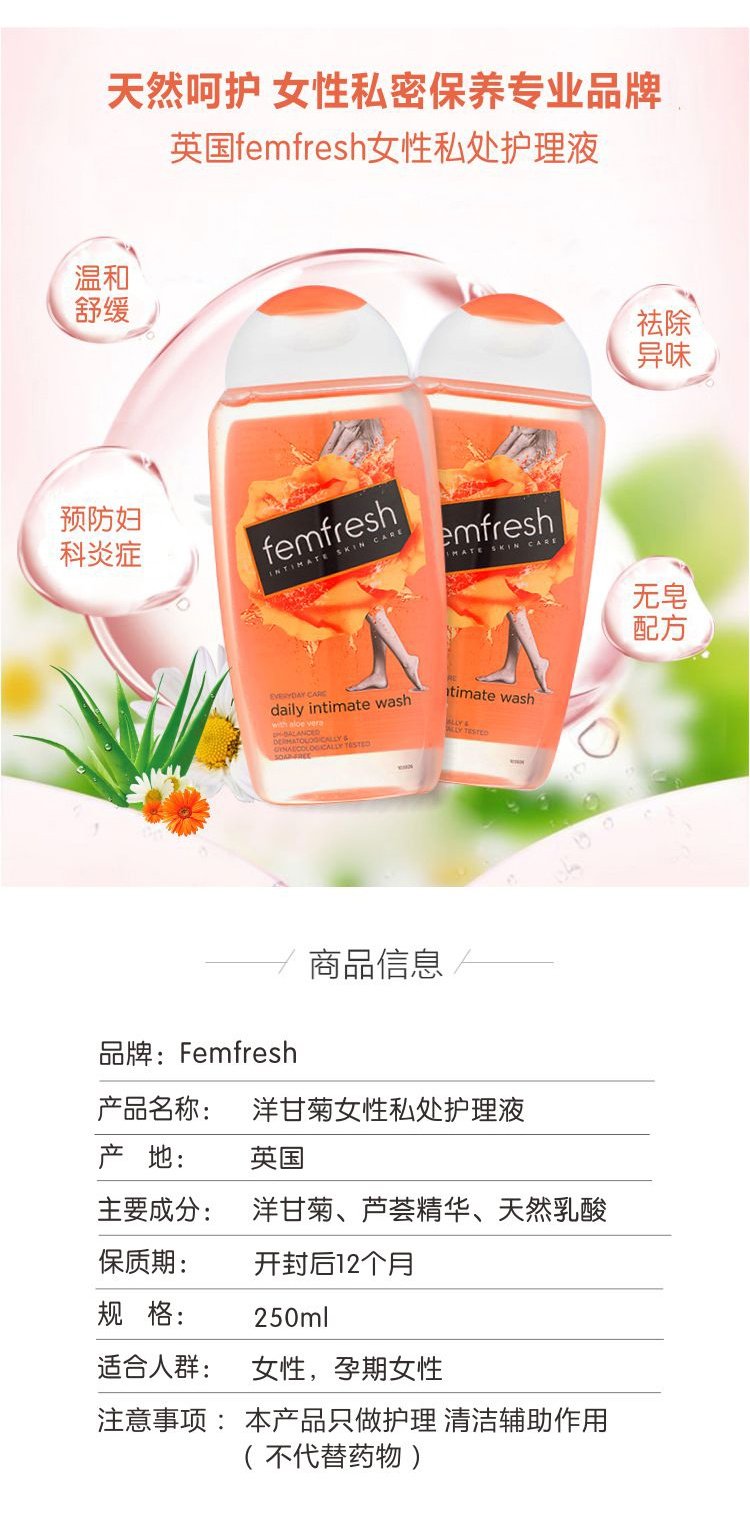 天然呵护 女性私密保养专业品牌
英国femfresh女性私处护理液
温和
舒缓
祛除
异味
预防妇
科炎症
无皂
配方
femfresh
INTIMATE SKIN CARE
EVERYDAY CARE
daily intimate wash
with aloe vera
pH-BALANCED
DERMATOLOGICALLY &
GYNAECOLOGICALLY TESTED
SOAP-FREE
emfresh
IMATE SKIN CARE
ntimate wash
商品信息
品牌：Femfresh
产品名称： 洋甘菊女性私处护理液
产 地： 英国
主要成分： 洋甘菊、芦荟精华、天然乳酸
保质期： 开封后12个月
规 格： 250ml
适合人群： 女性，孕期女性
注意事项： 本产品只做护理 清洁辅助作用
( 不代替药物 )